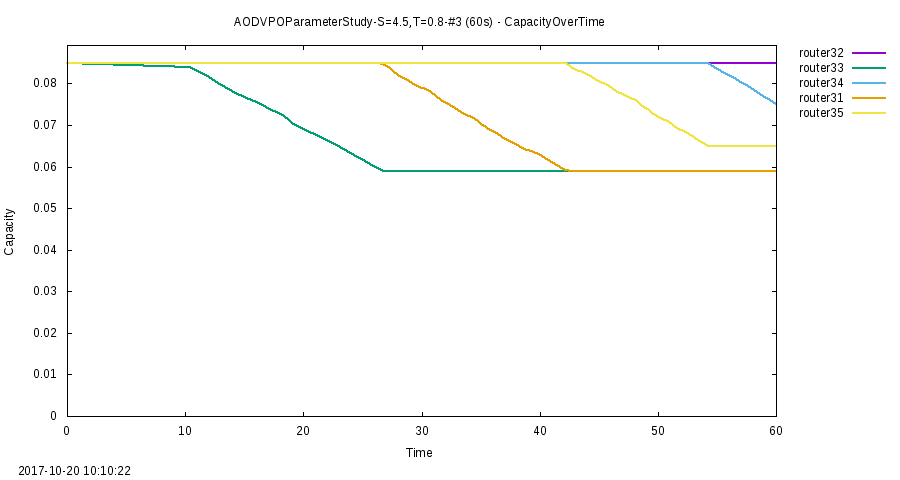 AODVPOParameterStudy-S=4.5,T=0.8-#3 (60s) - CapacityOverTime
router32
router33
router34
router31
router35
0.08
0.07
0.06
0.05
0.04
0.03
0.02
0.01
0
Capacity
0 10 20 30 40 50 60
Time
2017-10-20 10:10:22